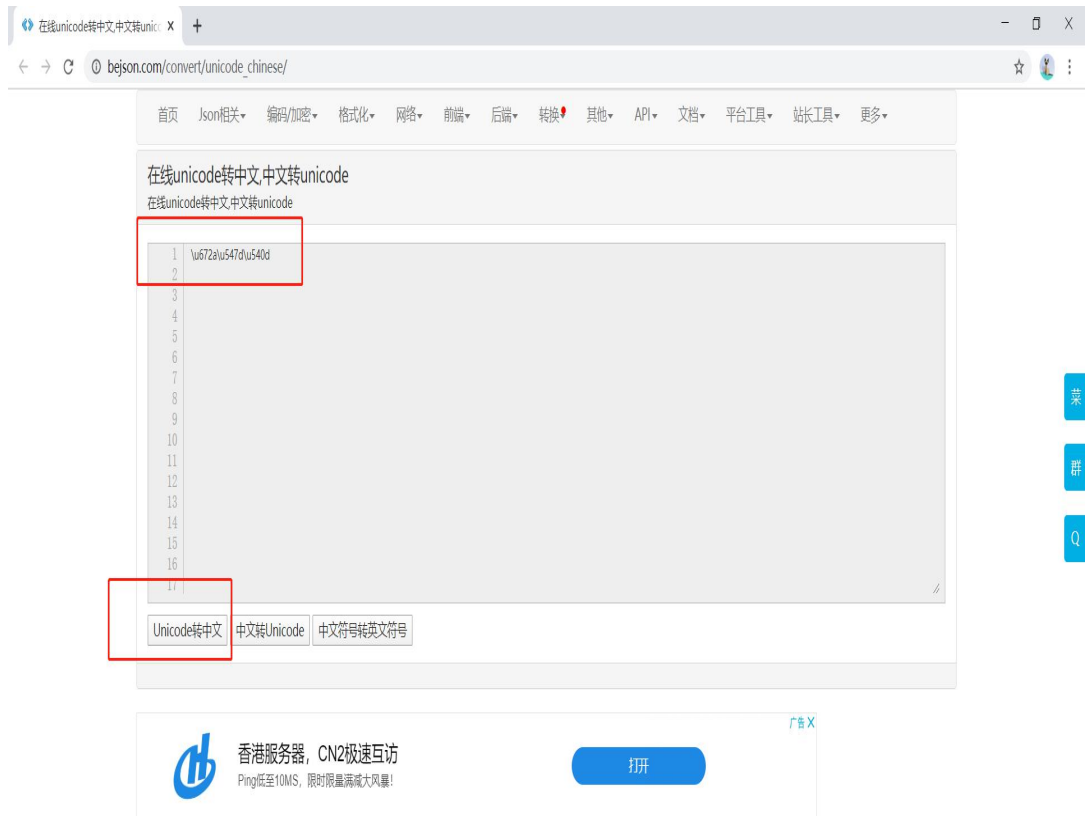 在线unicode转中文,中文转unic
bejson.com/convert/unicode_chinese/
首页 Json相关 编码/加密 格式化 网络 前端 后端 转换 其他 API 文档 平台工具 站长工具 更多
在线unicode转中文,中文转unicode
在线unicode转中文,中文转unicode
1 \u672a\u547d\u540d
2
3
4
5
6
7
8
9
10
11
12
13
14
15
16
17
菜
群
Q
Unicode转中文 中文转Unicode 中文符号转英文符号
广告 X
香港服务器，CN2极速互访
Ping低至10MS，限时限量满减大风暴！
打开